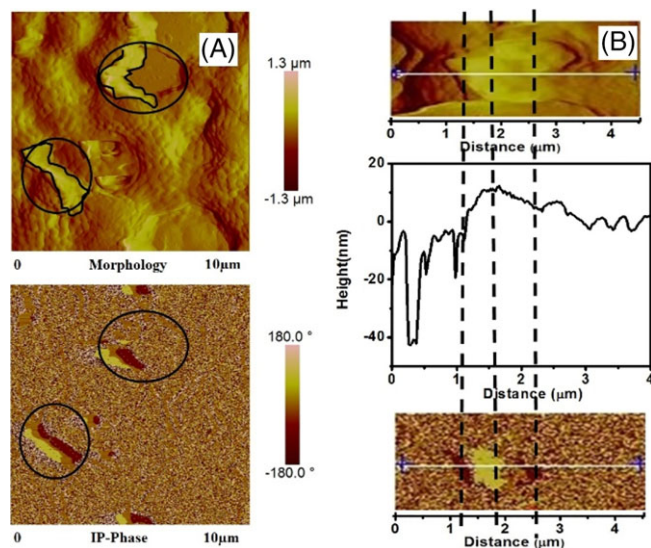 (A)
1.3 µm
-1.3 µm
0 Morphology 10µm
180.0 °
-180.0 °
0 IP-Phase 10µm
(B)
0 1 2 3 4
Distance (µm)
20
0
-20
-40
Height(nm)
0 1 2 3 4
Distance (µm)
0 1 2 3 4
Distance (µm)